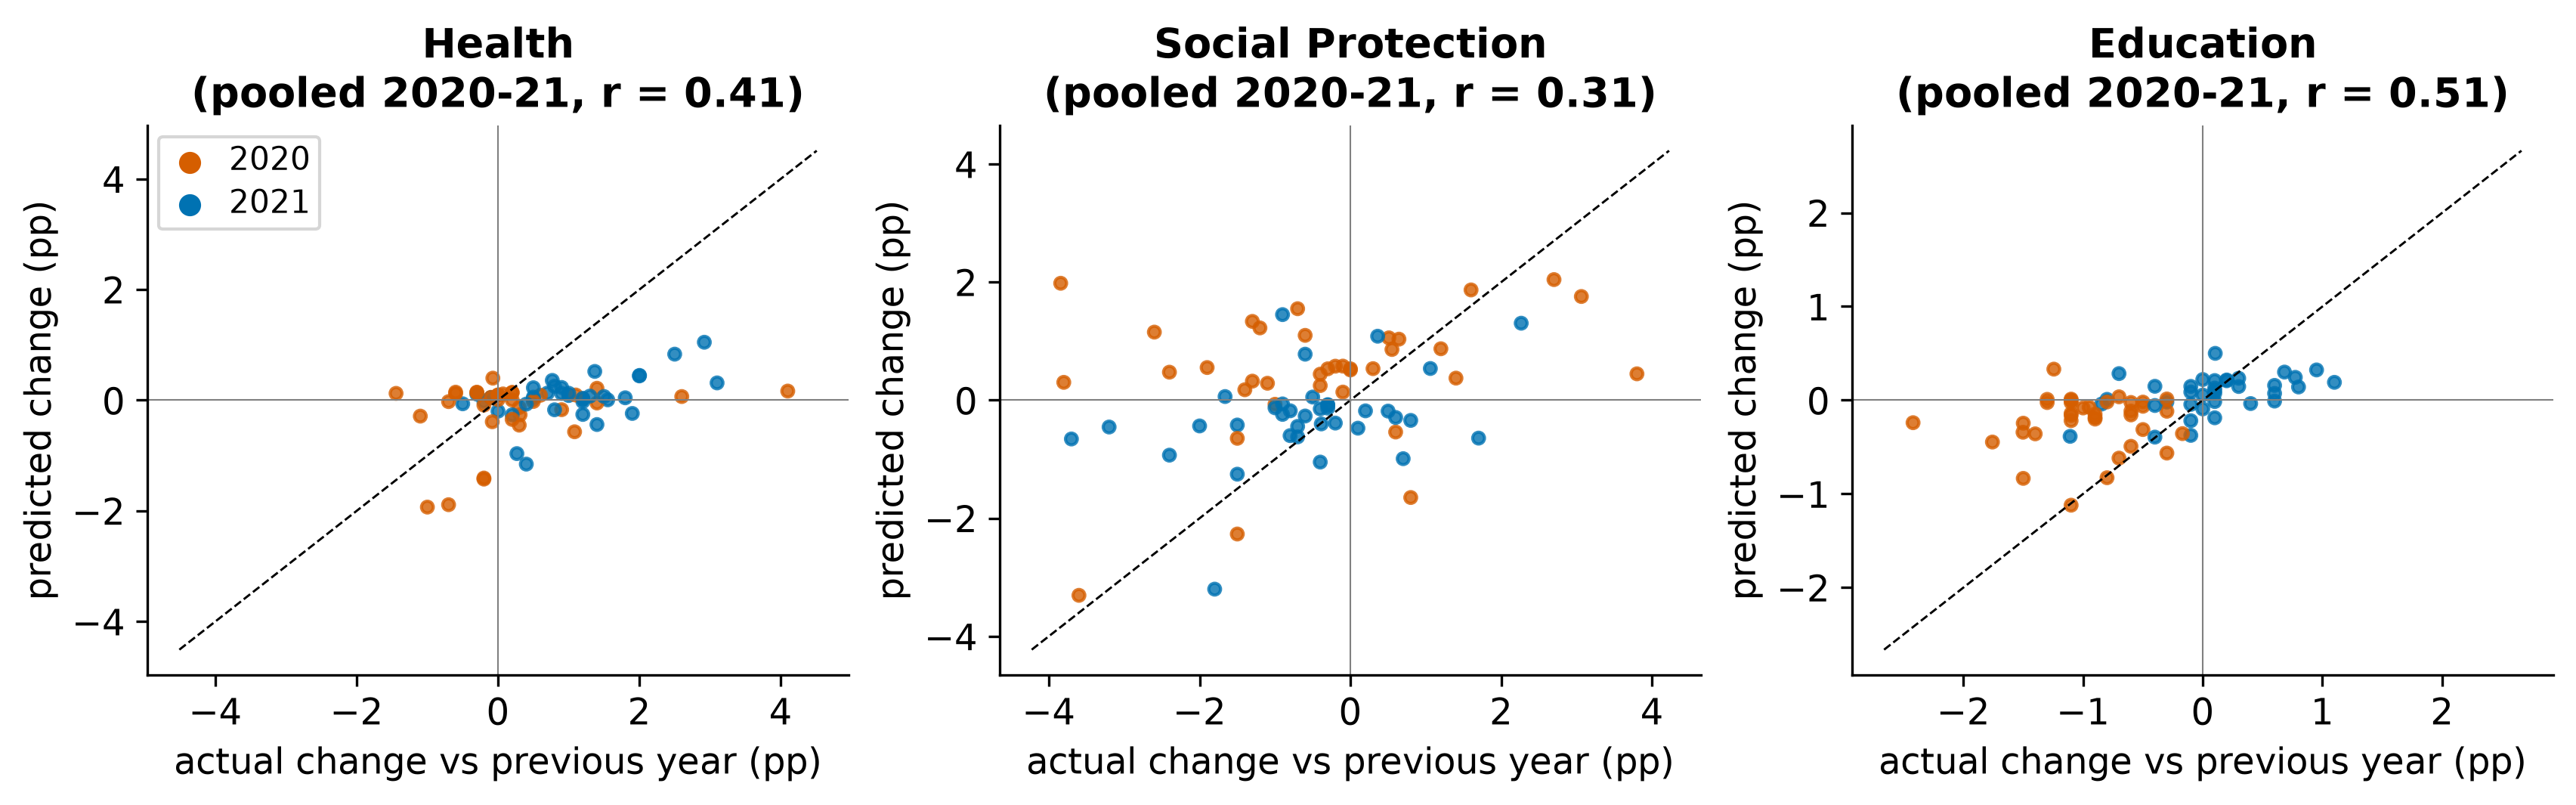 Health
(pooled 2020-21, r = 0.41)
2020
2021
predicted change (pp)
4
2
0
−2
−4
−4
−2
0
2
4
actual change vs previous year (pp)
Social Protection
(pooled 2020-21, r = 0.31)
predicted change (pp)
4
2
0
−2
−4
−4
−2
0
2
4
actual change vs previous year (pp)
Education
(pooled 2020-21, r = 0.51)
predicted change (pp)
2
1
0
−1
−2
−2
−1
0
1
2
actual change vs previous year (pp)